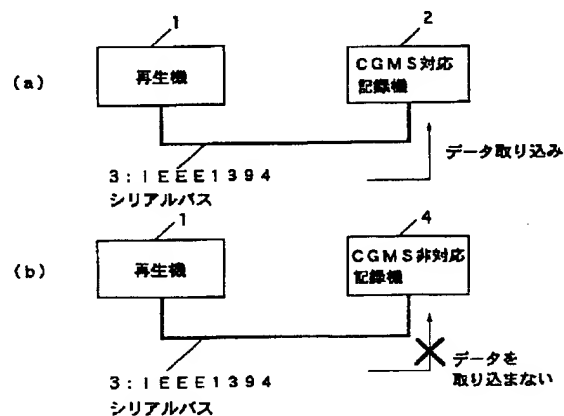 1
2
(a)
再生機
CGMS対応
記録機
データ取り込み
3:IEEE1394
シリアルバス
1
4
(b)
再生機
CGMS非対応
記録機
データを
取り込まない
3:IEEE1394
シリアルバス